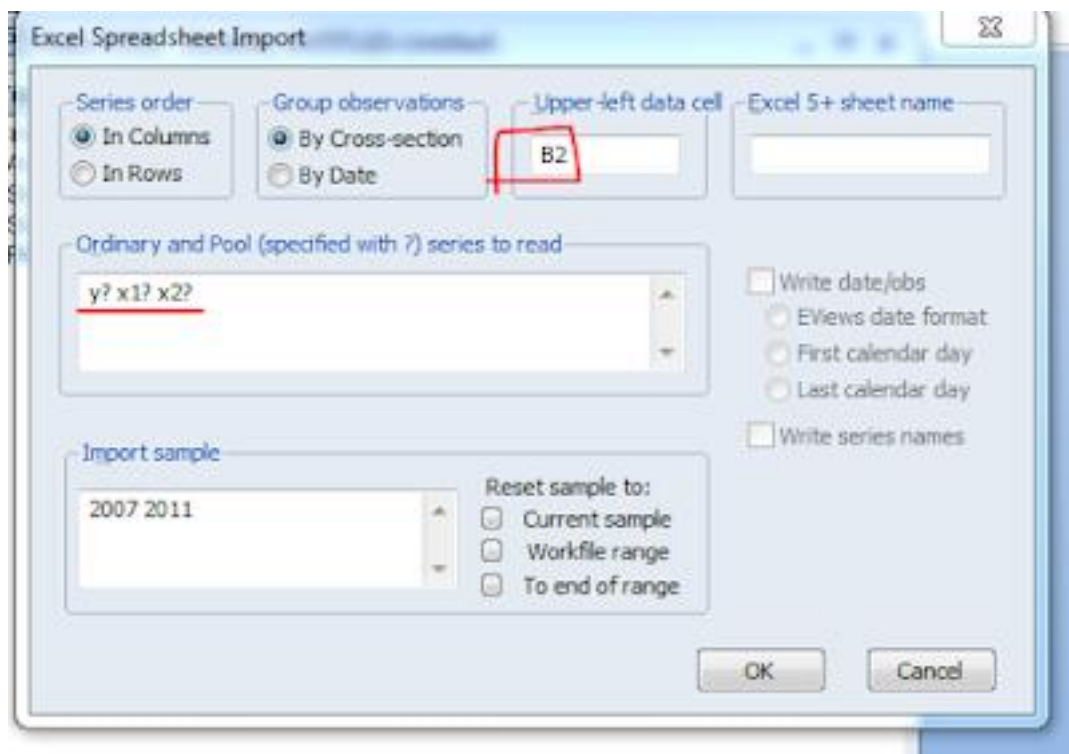 Excel Spreadsheet Import
Series order
In Columns
In Rows
Group observations
By Cross-section
By Date
Upper-left data cell
B2
Excel 5+ sheet name
Ordinary and Pool (specified with ?) series to read
y? x1? x2?
Write date/obs
EViews date format
First calendar day
Last calendar day
Write series names
Import sample
2007 2011
Reset sample to:
Current sample
Workfile range
To end of range
OK
Cancel